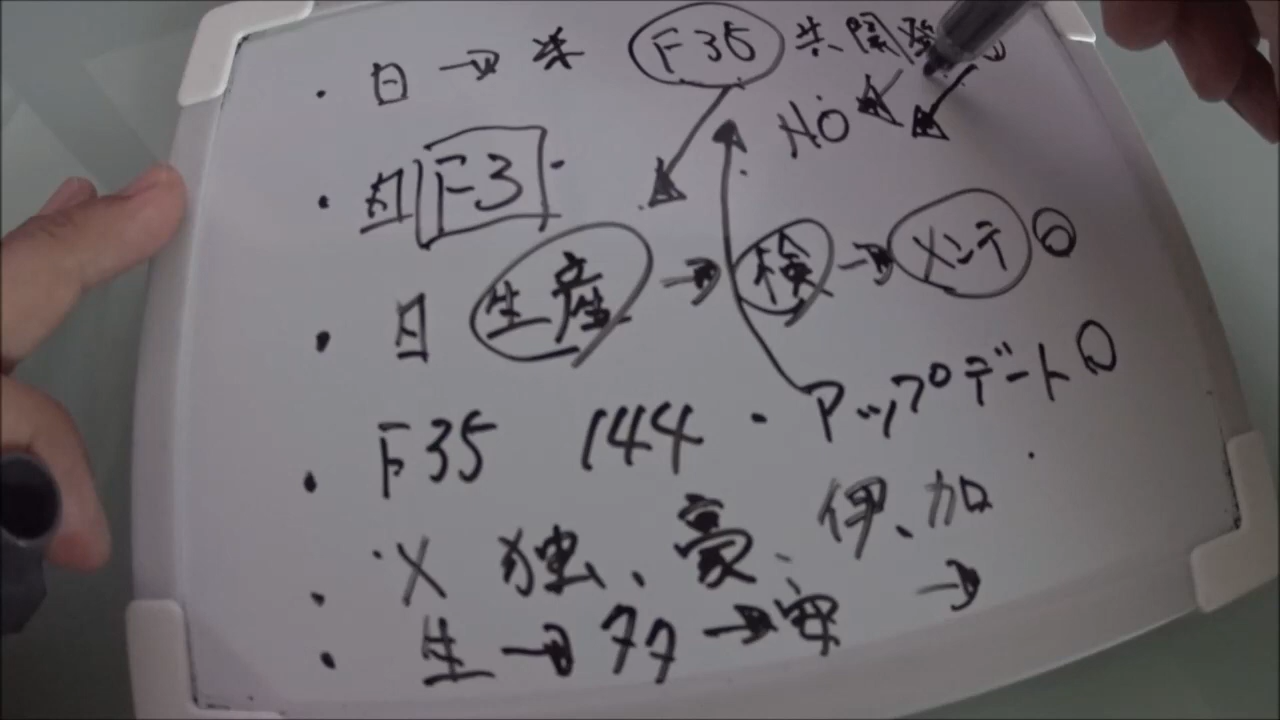 ・日→米 F35 共同開発
NO
・日 F3・
・日 生産→検→メンテ◎
・F35 144・アップデート○
・X 独、豪、伊、加
・生→77→安→